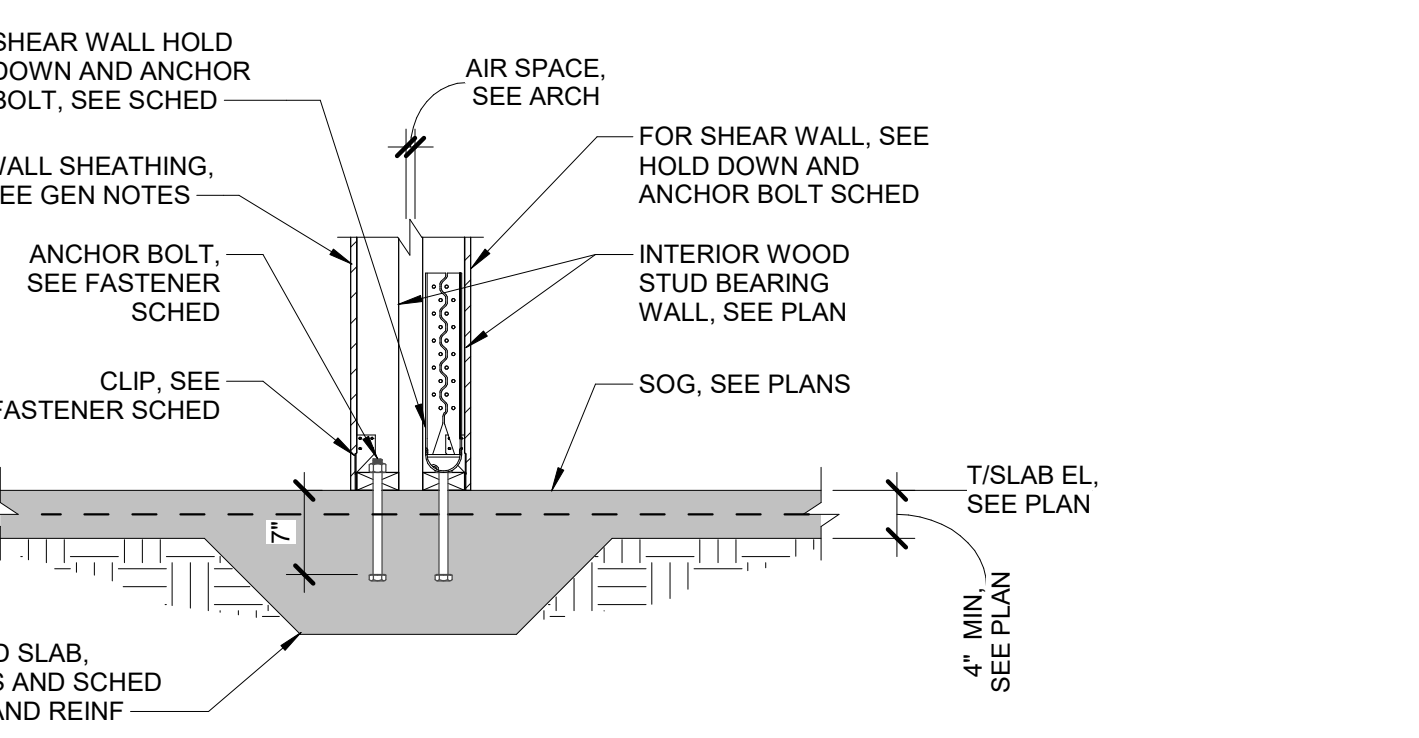 SHEAR WALL HOLD
DOWN AND ANCHOR
BOLT, SEE SCHED
AIR SPACE,
SEE ARCH
FOR SHEAR WALL, SEE
HOLD DOWN AND
ANCHOR BOLT SCHED
WALL SHEATHING,
SEE GEN NOTES
ANCHOR BOLT,
SEE FASTENER
SCHED
INTERIOR WOOD
STUD BEARING
WALL, SEE PLAN
CLIP, SEE
FASTENER SCHED
SOG, SEE PLANS
T/SLAB EL,
SEE PLAN
7"
4" MIN,
SEE PLAN
SLAB,
AND SCHED
AND REINF